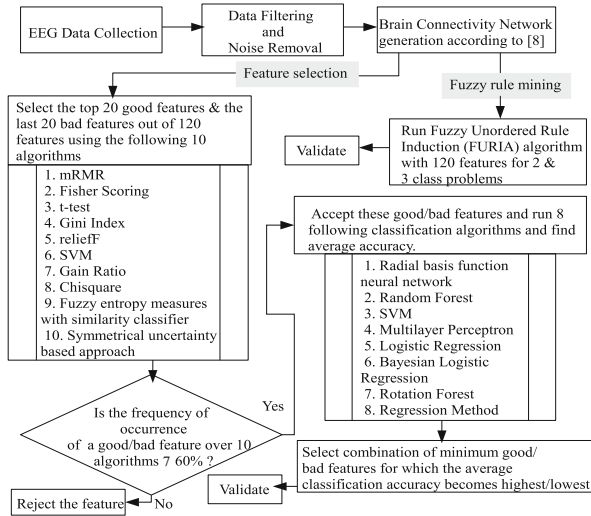 EEG Data Collection
Data Filtering
and
Noise Removal
Brain Connectivity Network
generation according to [8]
Feature selection
Fuzzy rule mining
Select the top 20 good features & the
last 20 bad features out of 120
features using the following 10
algorithms
1. mRMR
2. Fisher Scoring
3. t-test
4. Gini Index
5. reliefF
6. SVM
7. Gain Ratio
8. Chisquare
9. Fuzzy entropy measures
with similarity classifier
10. Symmetrical uncertainty
based approach
Is the frequency of
occurrence
of a good/bad feature over 10
algorithms 7 60% ?
Yes
No
Reject the feature
Validate
Run Fuzzy Unordered Rule
Induction (FURIA) algorithm
with 120 features for 2 &
3 class problems
Accept these good/bad features and run 8
following classification algorithms and find
average accuracy.
1. Radial basis function
neural network
2. Random Forest
3. SVM
4. Multilayer Perceptron
5. Logistic Regression
6. Bayesian Logistic
Regression
7. Rotation Forest
8. Regression Method
Select combination of minimum good/
bad features for which the average
classification accuracy becomes highest/lowest
Validate